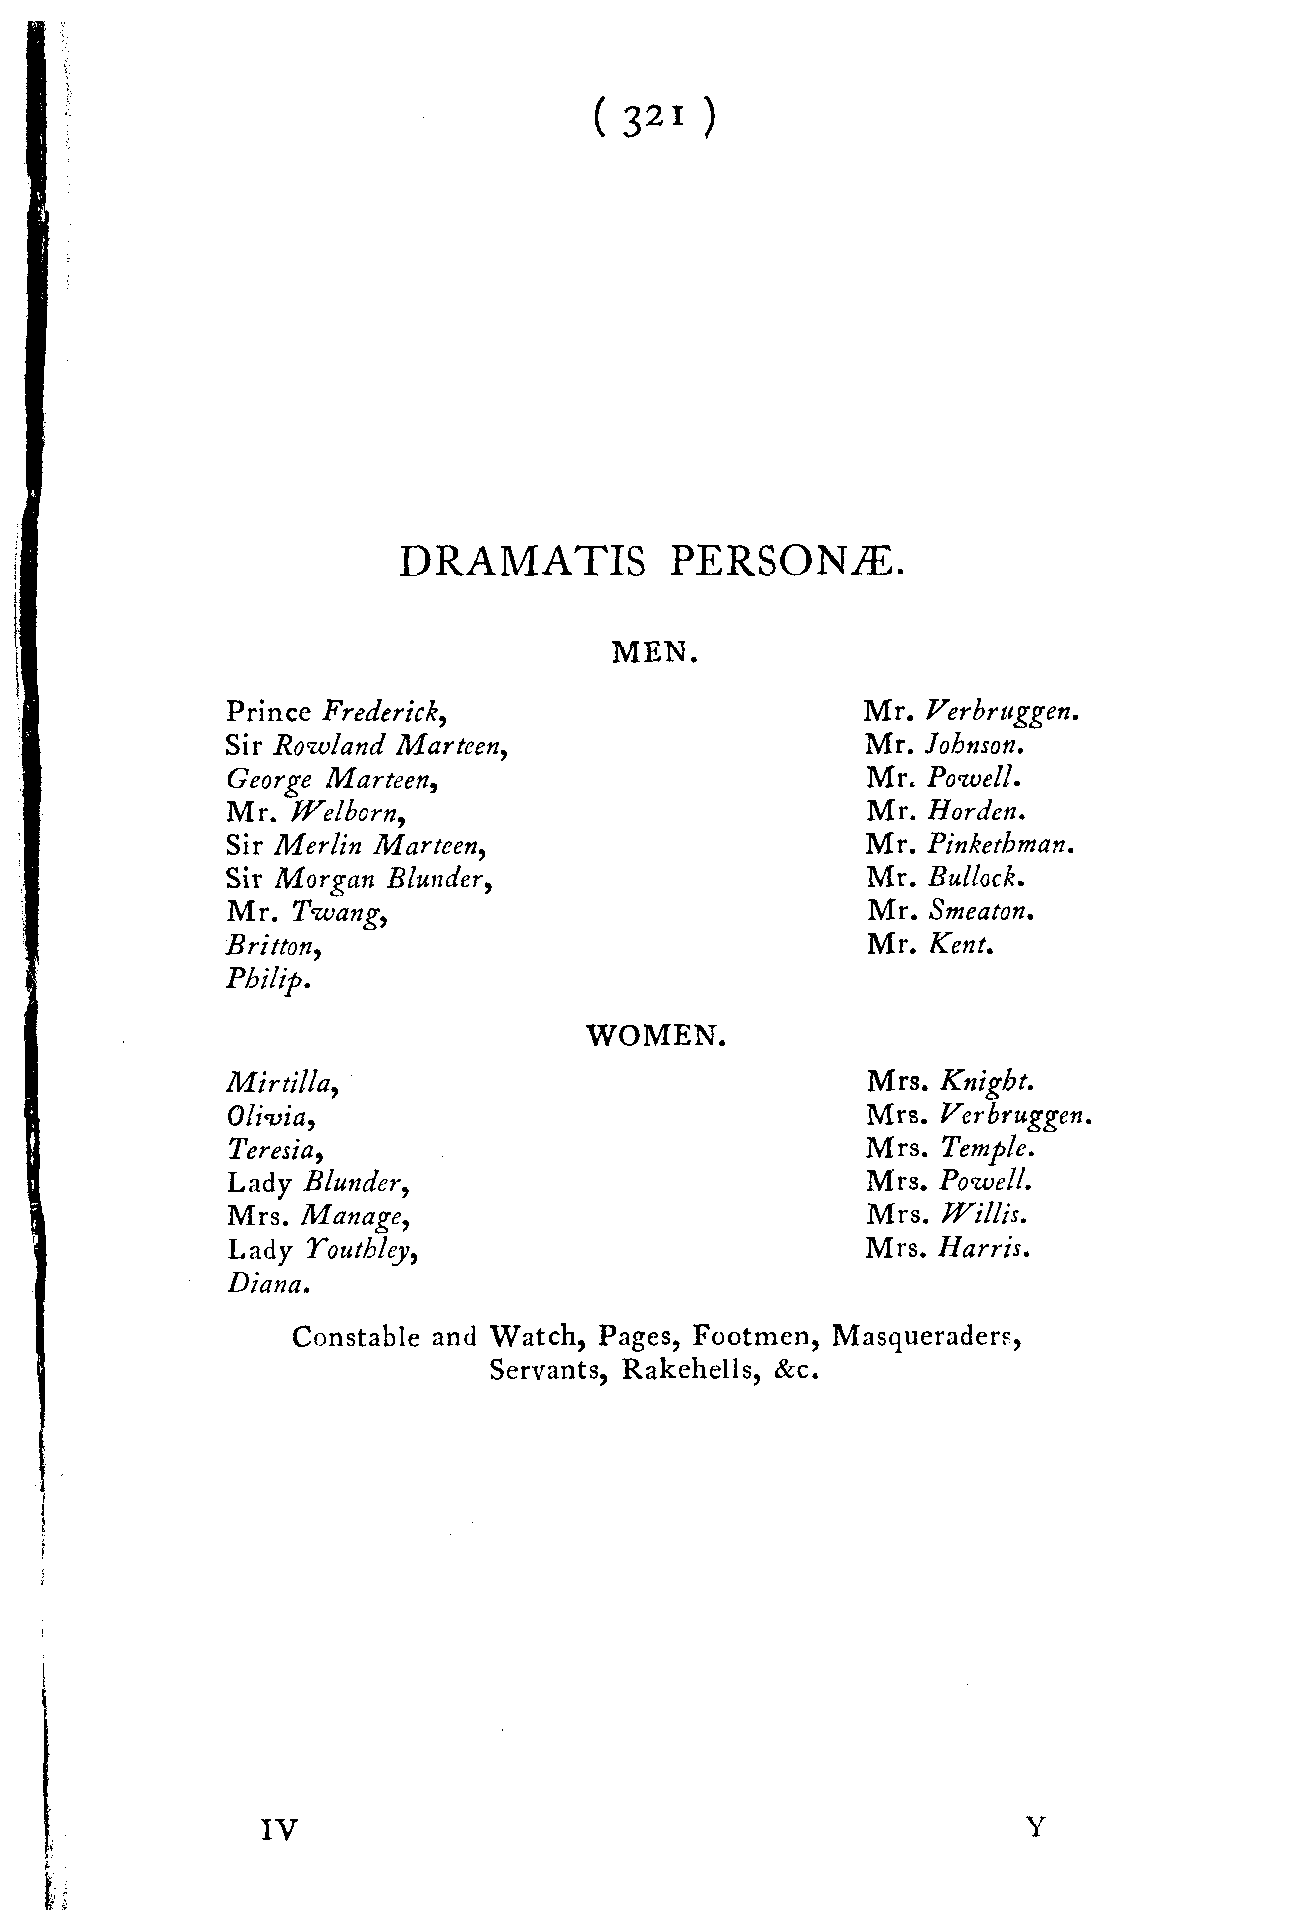 ( 321 )
DRAMATIS PERSONÆ.
MEN.
Prince Frederick, Mr. Verbruggen.
Sir Rowland Marteen, Mr. Johnson.
George Marteen, Mr. Powell.
Mr. Welborn, Mr. Horden.
Sir Merlin Marteen, Mr. Pinkethman.
Sir Morgan Blunder, Mr. Bullock.
Mr. Twang, Mr. Smeaton.
Britton, Mr. Kent.
Philip.
WOMEN.
Mirtilla, Mrs. Knight.
Olivia, Mrs. Verbruggen.
Teresia, Mrs. Temple.
Lady Blunder, Mrs. Powell.
Mrs. Manage, Mrs. Willis.
Lady Youthley, Mrs. Harris.
Diana.
Constable and Watch, Pages, Footmen, Masqueraders,
Servants, Rakehells, &c.
IV Y